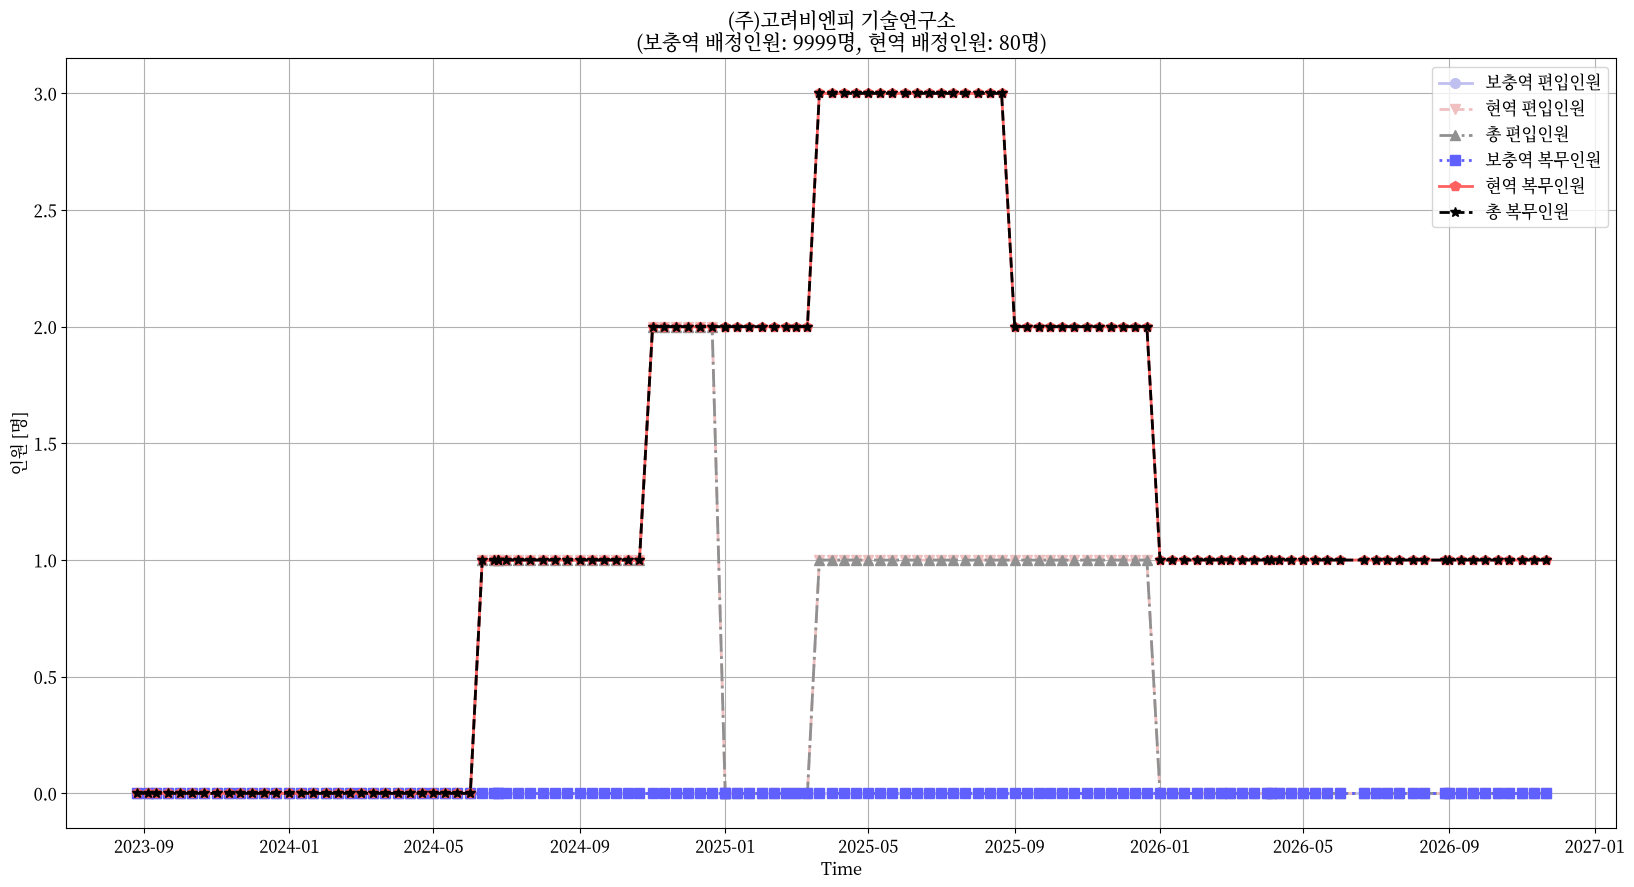 (주)고려비엔피 기술연구소
(보충역 배정인원: 9999명, 현역 배정인원: 80명)
보충역 편입인원
현역 편입인원
총 편입인원
보충역 복무인원
현역 복무인원
총 복무인원
인원 [명]
3.0
2.5
2.0
1.5
1.0
0.5
0.0
2023-09
2024-01
2024-05
2024-09
2025-01
2025-05
2025-09
2026-01
2026-05
2026-09
2027-01
Time